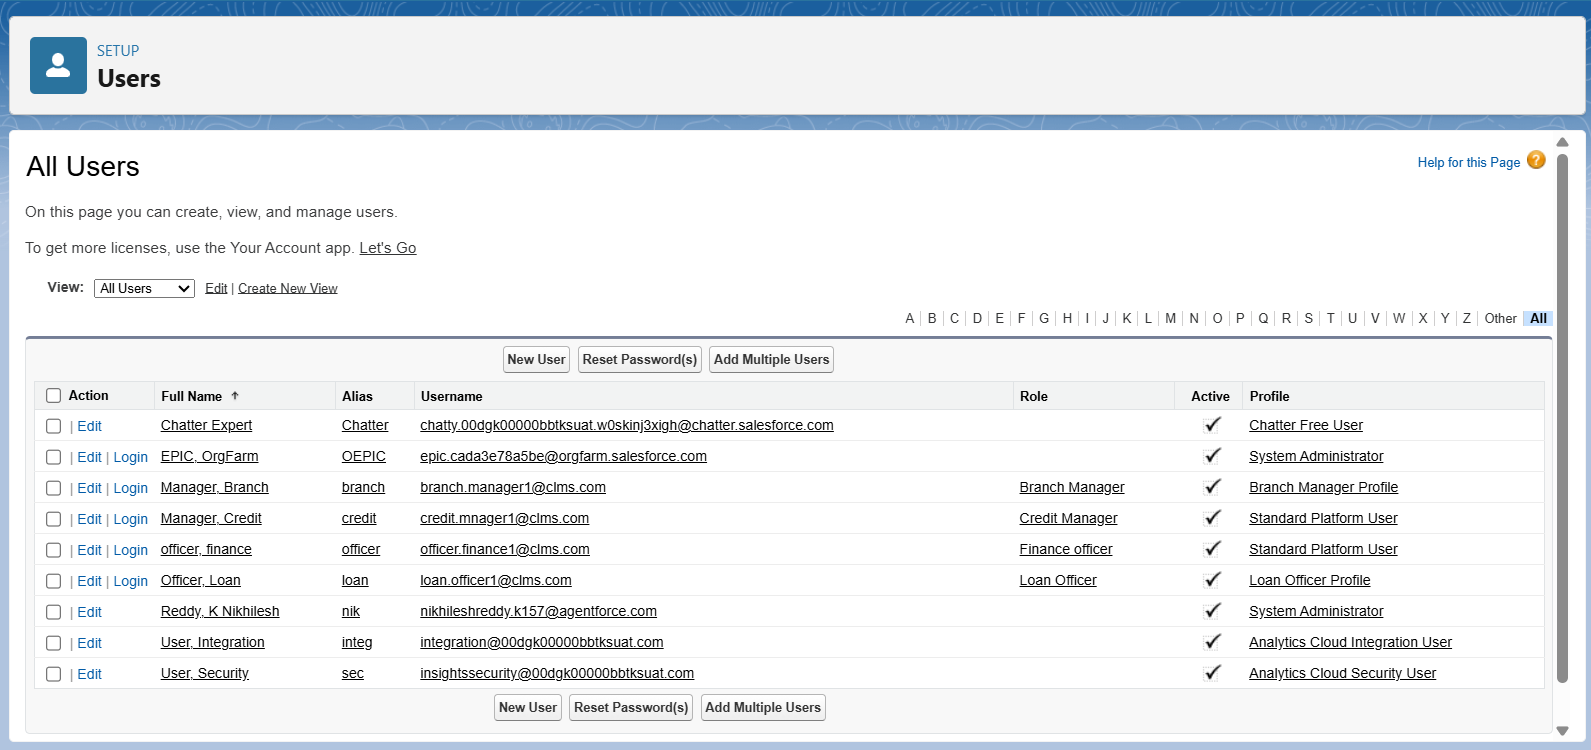 SETUP
Users
All Users
Help for this Page ?
On this page you can create, view, and manage users.
To get more licenses, use the Your Account app. Let's Go
View: All Users Edit | Create New View
A | B | C | D | E | F | G | H | I | J | K | L | M | N | O | P | Q | R | S | T | U | V | W | X | Y | Z | Other All
New User Reset Password(s) Add Multiple Users
Action Full Name ↑ Alias Username Role Active Profile
| Edit Chatter Expert Chatter chatty.00dgk00000bbtksuat.w0skinj3xigh@chatter.salesforce.com Chatter Free User
| Edit | Login EPIC, OrgFarm OEPIC epic.cada3e78a5be@orgfarm.salesforce.com System Administrator
| Edit | Login Manager, Branch branch branch.manager1@clms.com Branch Manager Branch Manager Profile
| Edit | Login Manager, Credit credit credit.mnager1@clms.com Credit Manager Standard Platform User
| Edit | Login officer, finance officer officer.finance1@clms.com Finance officer Standard Platform User
| Edit | Login Officer, Loan loan loan.officer1@clms.com Loan Officer Loan Officer Profile
| Edit Reddy, K Nikhilesh nik nikhileshreddy.k157@agentforce.com System Administrator
| Edit User, Integration integ integration@00dgk00000bbtksuat.com Analytics Cloud Integration User
| Edit User, Security sec insightssecurity@00dgk00000bbtksuat.com Analytics Cloud Security User
New User Reset Password(s) Add Multiple Users